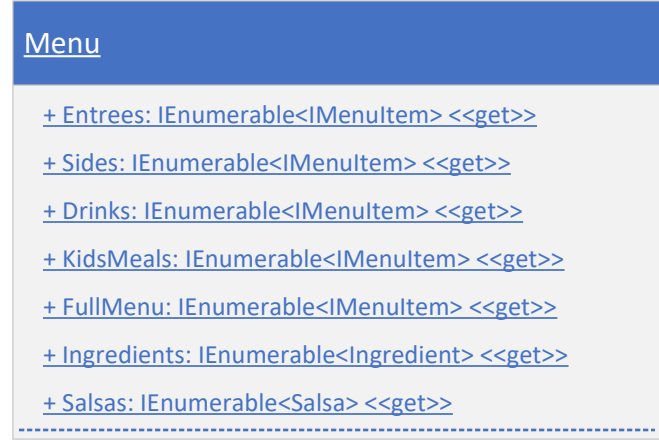 Menu
+ Entrees: IEnumerable<IMenuItem> <<get>>
+ Sides: IEnumerable<IMenuItem> <<get>>
+ Drinks: IEnumerable<IMenuItem> <<get>>
+ KidsMeals: IEnumerable<IMenuItem> <<get>>
+ FullMenu: IEnumerable<IMenuItem> <<get>>
+ Ingredients: IEnumerable<Ingredient> <<get>>
+ Salsas: IEnumerable<Salsa> <<get>>